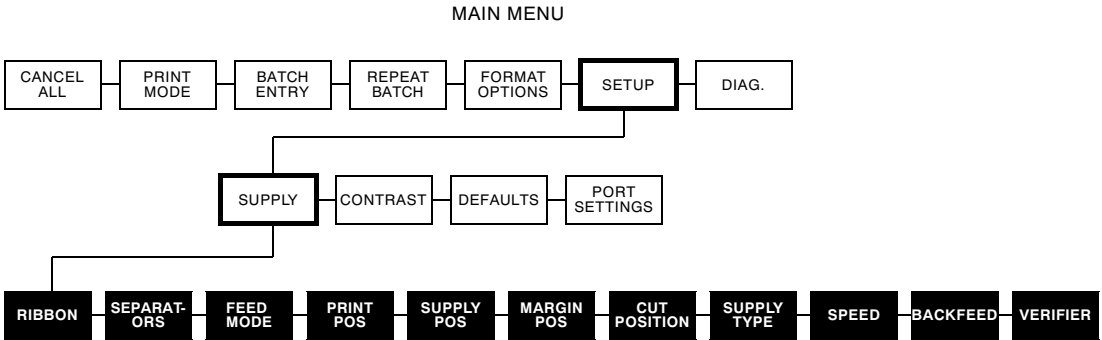 MAIN MENU
CANCEL
ALL
PRINT
MODE
BATCH
ENTRY
REPEAT
BATCH
FORMAT
OPTIONS
SETUP
DIAG.
SUPPLY
CONTRAST
DEFAULTS
PORT
SETTINGS
RIBBON
SEPARAT-
ORS
FEED
MODE
PRINT
POS
SUPPLY
POS
MARGIN
POS
CUT
POSITION
SUPPLY
TYPE
SPEED
BACKFEED
VERIFIER